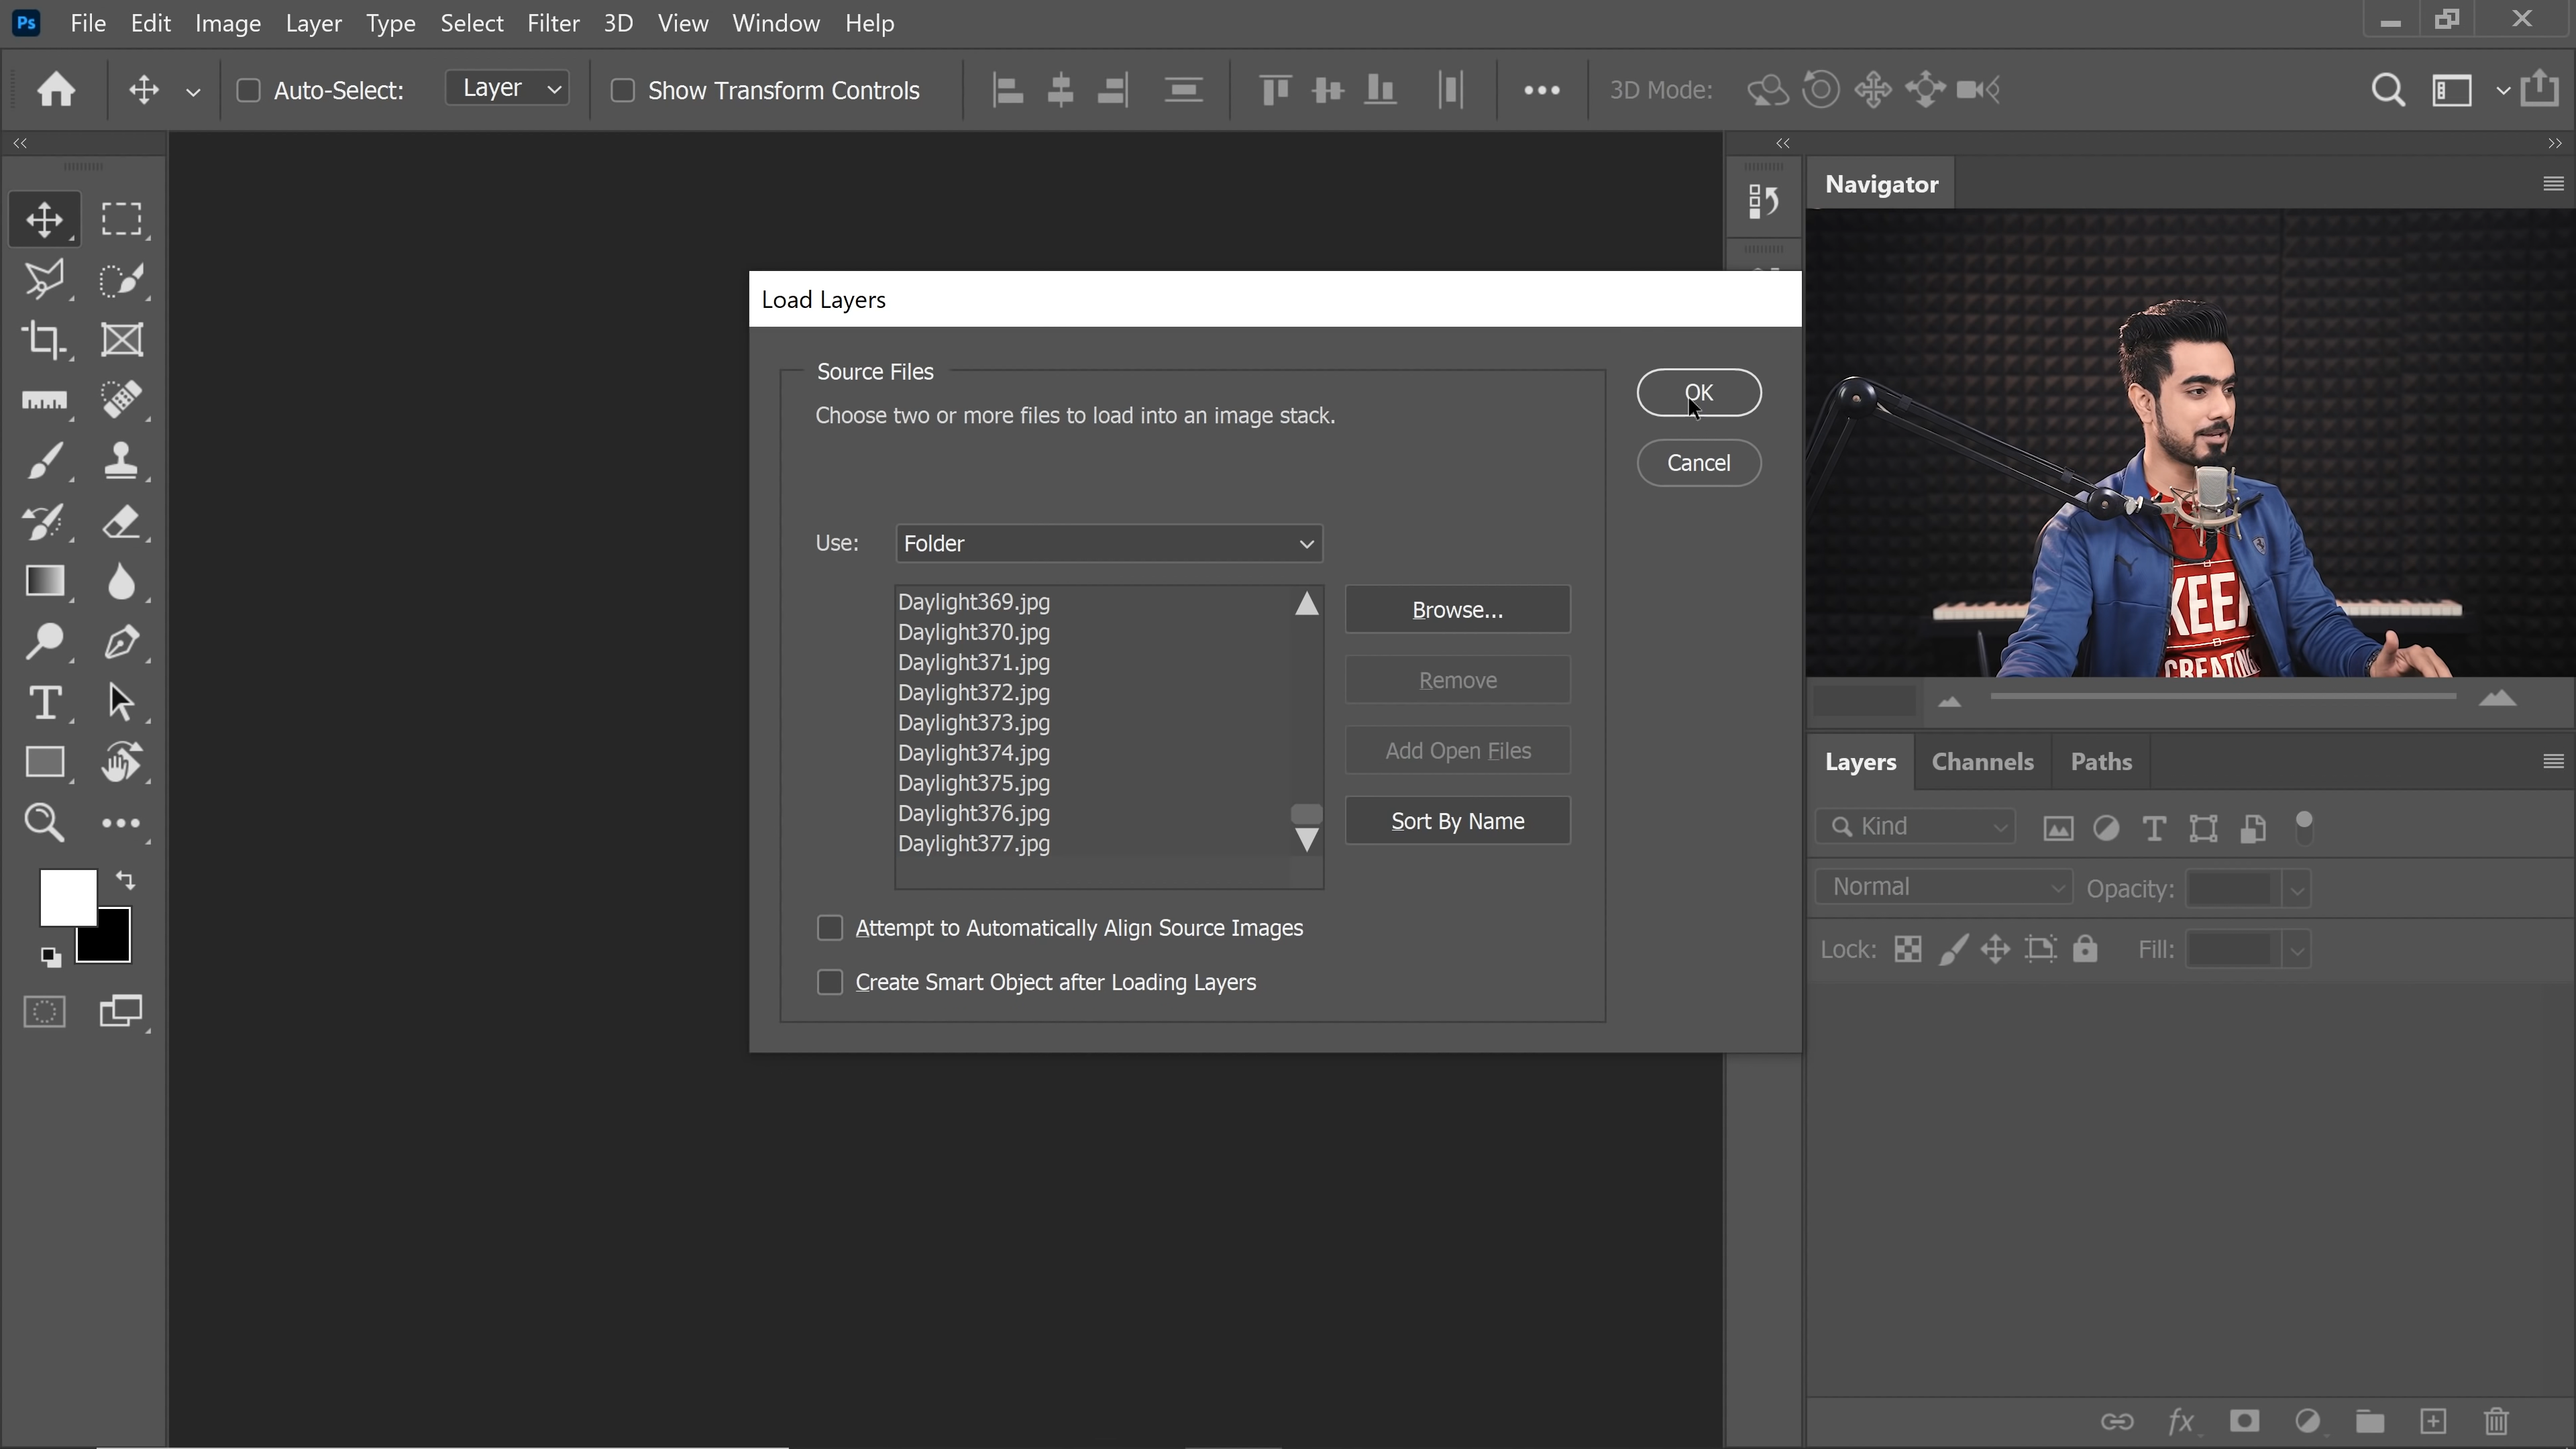 Ps File Edit Image Layer Type Select Filter 3D View Window Help
Auto-Select: Layer Show Transform Controls 3D Mode:
Navigator
Load Layers
Source Files
Choose two or more files to load into an image stack.
OK
Cancel
Use: Folder
Daylight369.jpg
Daylight370.jpg
Daylight371.jpg
Daylight372.jpg
Daylight373.jpg
Daylight374.jpg
Daylight375.jpg
Daylight376.jpg
Daylight377.jpg
Browse...
Remove
Add Open Files
Sort By Name
Attempt to Automatically Align Source Images
Create Smart Object after Loading Layers
KEEP
CREATING
Layers Channels Paths
Kind
Normal Opacity:
Lock: Fill: